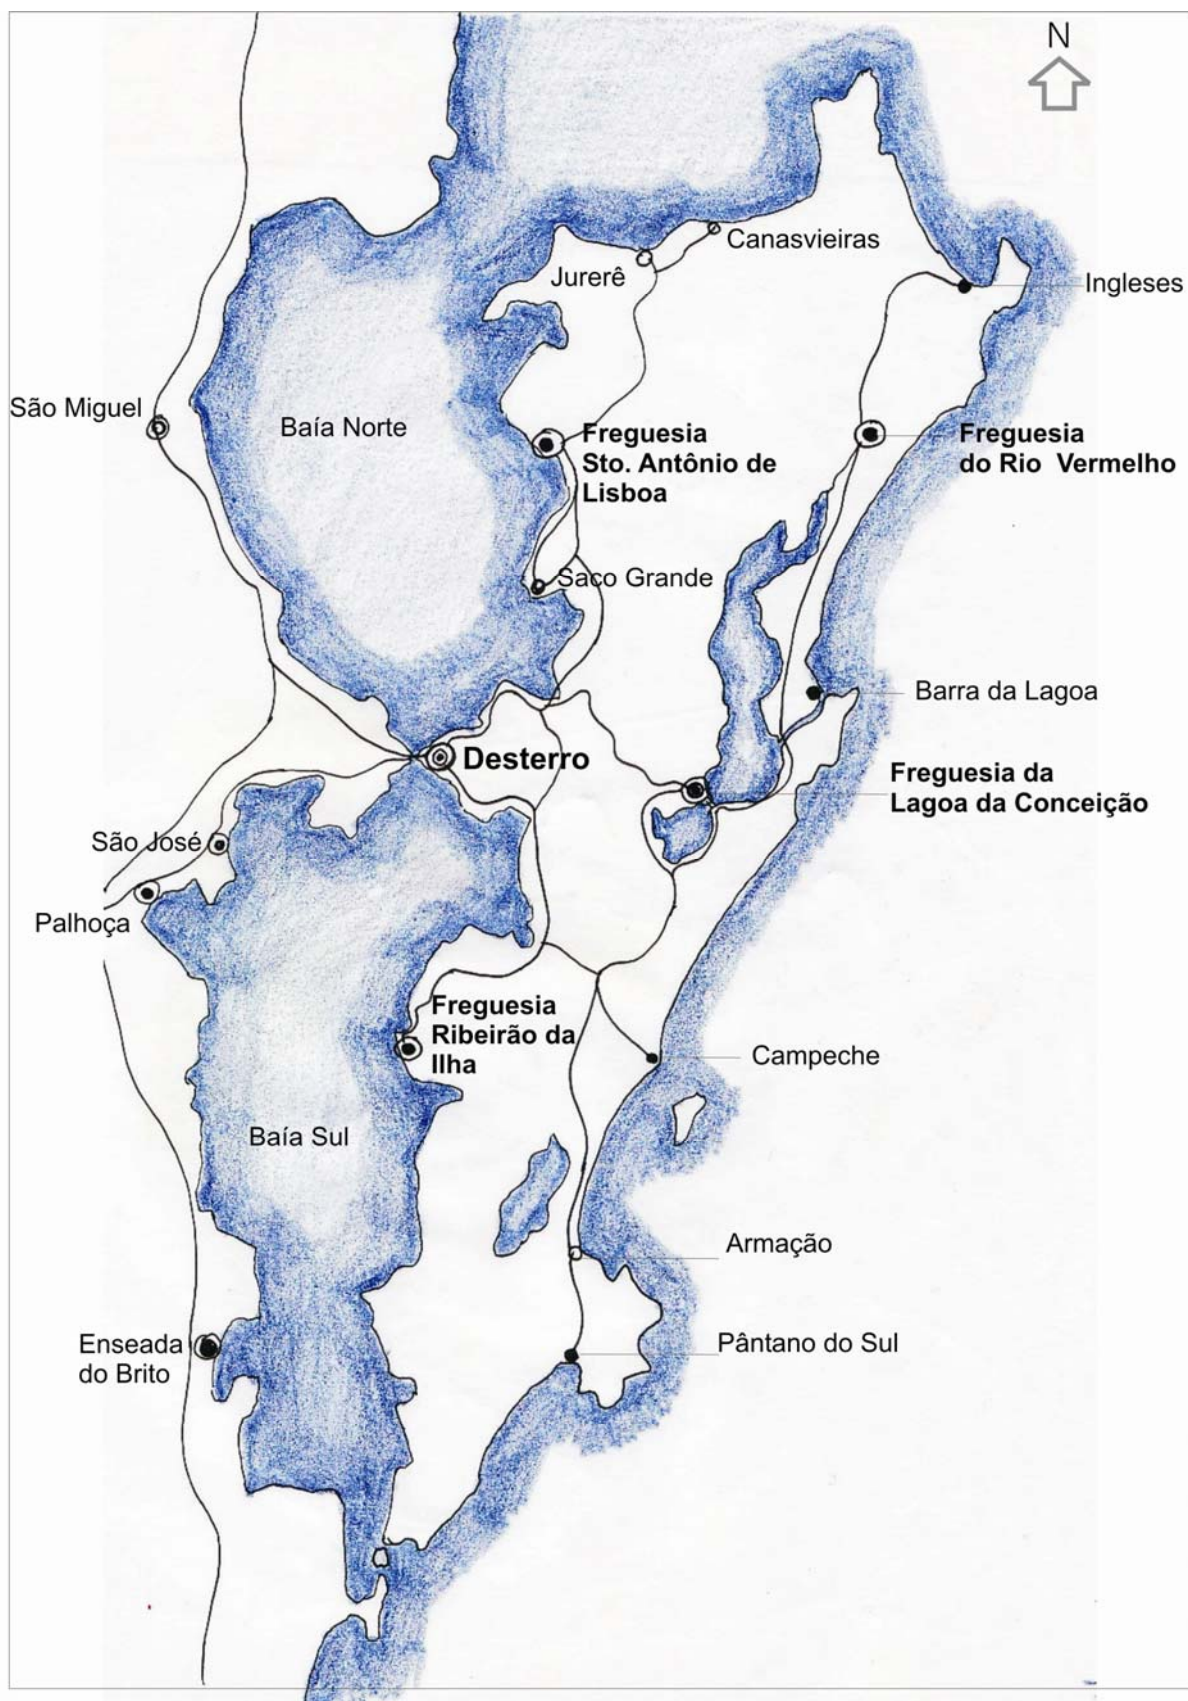 N
Canasvieiras
Jurerê
Ingleses
São Miguel
Baía Norte
Freguesia
Sto. Antônio de
Lisboa
Freguesia
do Rio Vermelho
Saco Grande
Barra da Lagoa
Desterro
Freguesia da
Lagoa da Conceição
São José
Palhoça
Freguesia
Ribeirão da
Ilha
Campeche
Baía Sul
Armação
Enseada
do Brito
Pântano do Sul